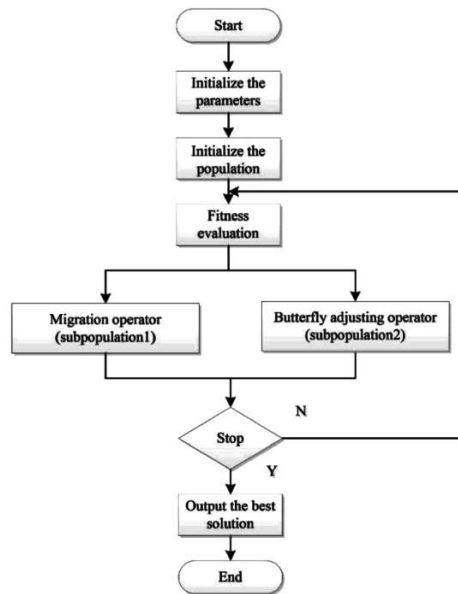 Start
Initialize the
parameters
Initialize the
population
Fitness
evaluation
Migration operator
(subpopulation1)
Butterfly adjusting operator
(subpopulation2)
N
Stop
Y
Output the best
solution
End